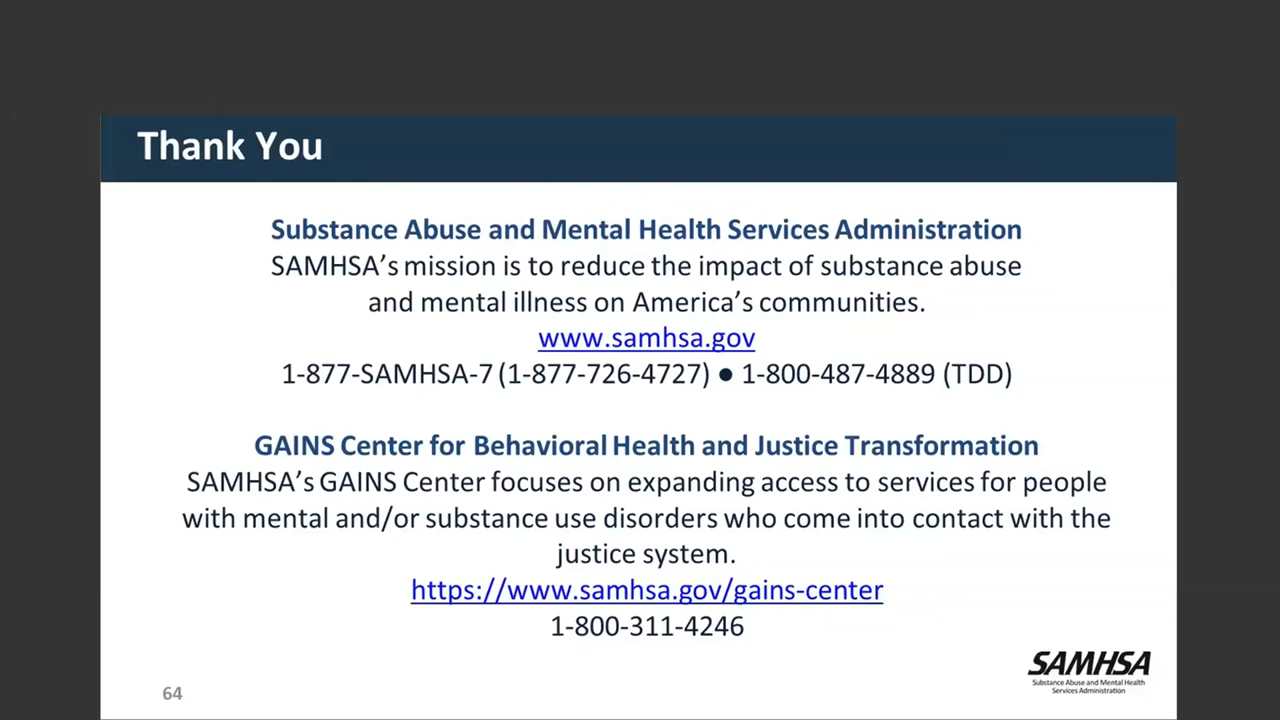 Thank You
Substance Abuse and Mental Health Services Administration
SAMHSA's mission is to reduce the impact of substance abuse
and mental illness on America's communities.
www.samhsa.gov
1-877-SAMHSA-7 (1-877-726-4727) ● 1-800-487-4889 (TDD)
GAINS Center for Behavioral Health and Justice Transformation
SAMHSA's GAINS Center focuses on expanding access to services for people
with mental and/or substance use disorders who come into contact with the
justice system.
https://www.samhsa.gov/gains-center
1-800-311-4246
SAMHSA
Substance Abuse and Mental Health
Services Administration
64